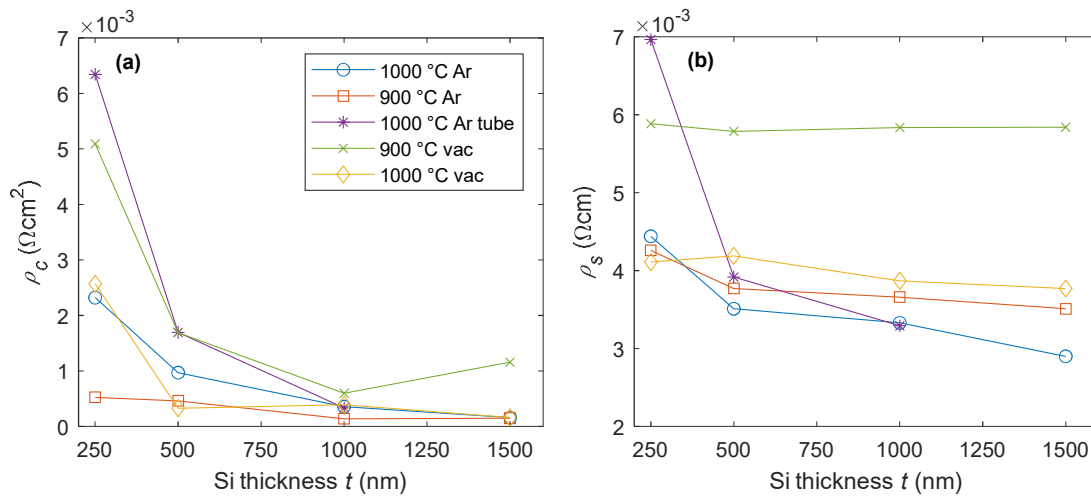 ×10⁻³
(a)
1000 °C Ar
900 °C Ar
1000 °C Ar tube
900 °C vac
1000 °C vac
7
6
5
4
3
2
1
0
ρc (Ωcm²)
250 500 750 1000 1250 1500
Si thickness t (nm)
×10⁻³
(b)
7
6
5
4
3
2
ρs (Ωcm)
250 500 750 1000 1250 1500
Si thickness t (nm)